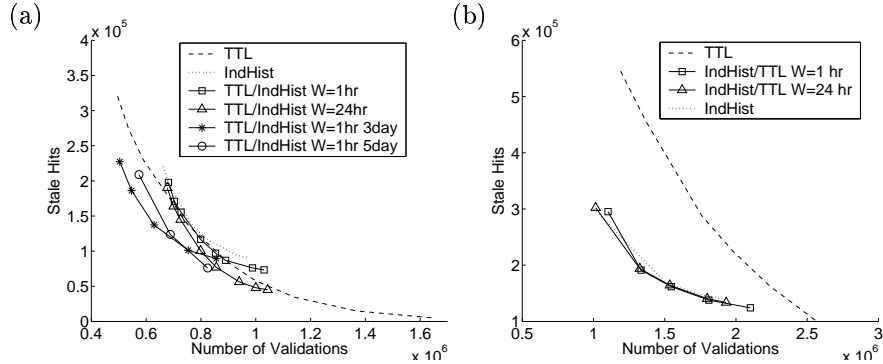 (a)
x 10^5
4
3.5
3
2.5
2
1.5
1
0.5
0
Stale Hits
TTL
IndHist
TTL/IndHist W=1hr
TTL/IndHist W=24hr
TTL/IndHist W=1hr 3day
TTL/IndHist W=1hr 5day
0.4 0.6 0.8 1 1.2 1.4 1.6
Number of Validations
x 10^6
(b)
x 10^5
6
5
4
3
2
1
Stale Hits
TTL
IndHist/TTL W=1 hr
IndHist/TTL W=24 hr
IndHist
0.5 1 1.5 2 2.5 3
Number of Validations
x 10^6